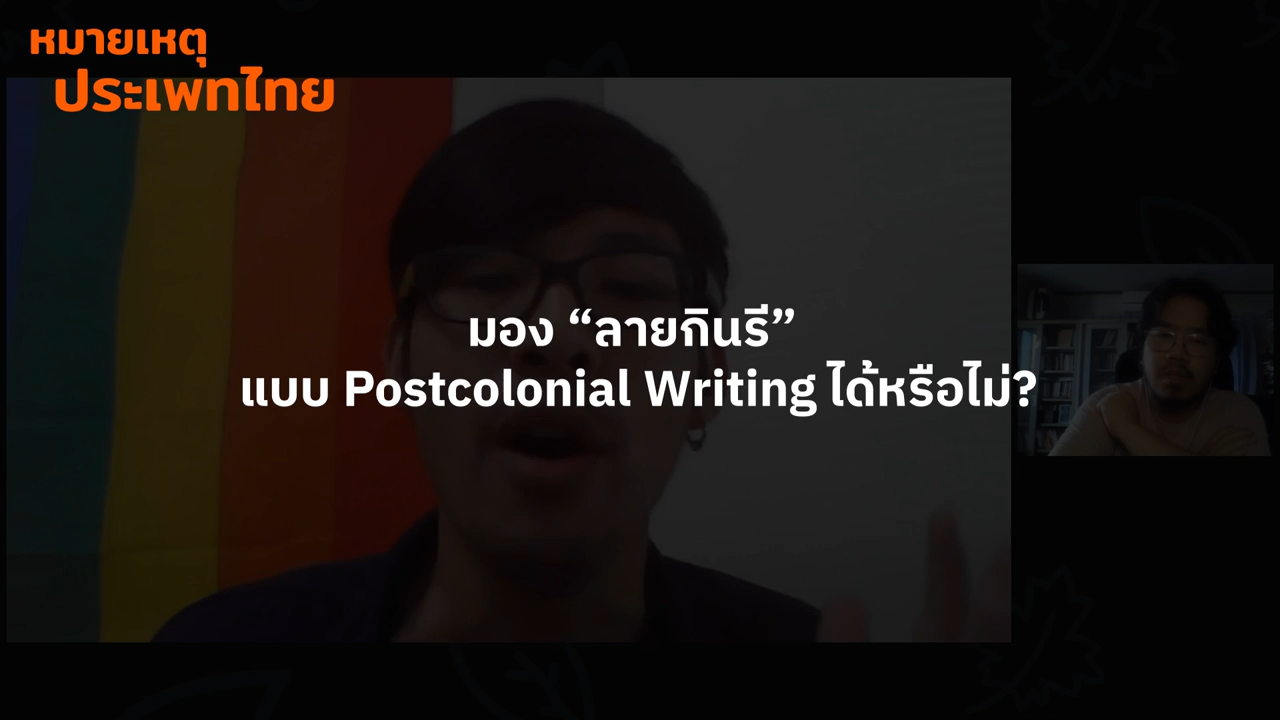 หมายเหตุ
ประเพทไทย
มอง “ลายกินรี”
แบบ Postcolonial Writing ได้หรือไม่?